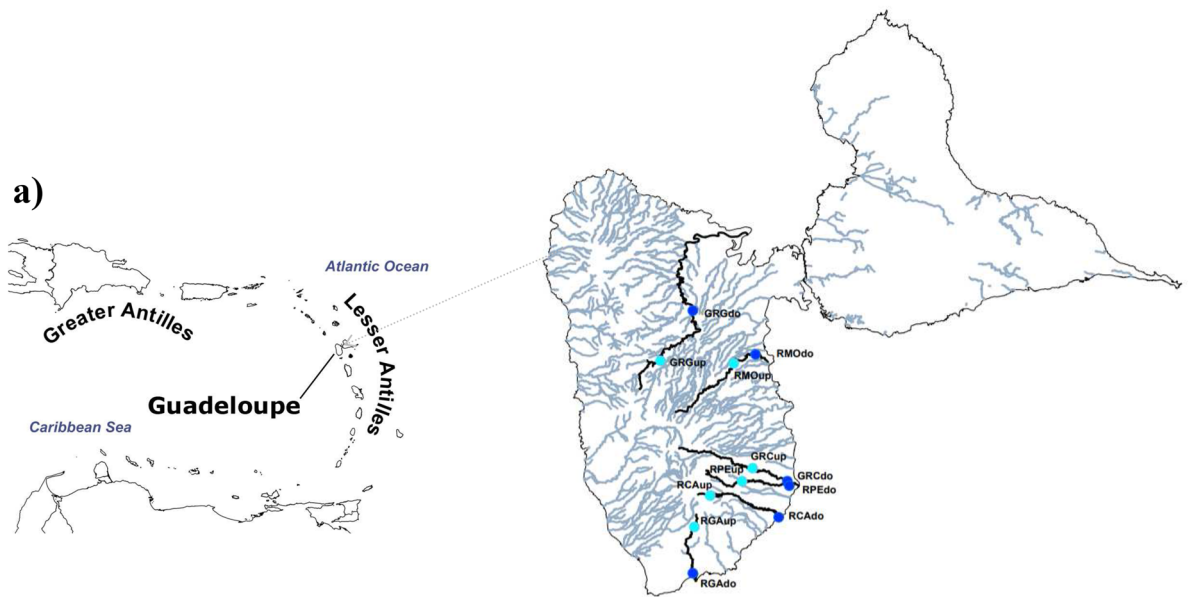 a)
Atlantic Ocean
Greater Antilles
Lesser Antilles
Guadeloupe
Caribbean Sea
GRGdo
GRGup
RMOdo
RMOup
GRCup
RPEup
GRCdo
RPEdo
RCAup
RCAdo
RGAup
RGAdo